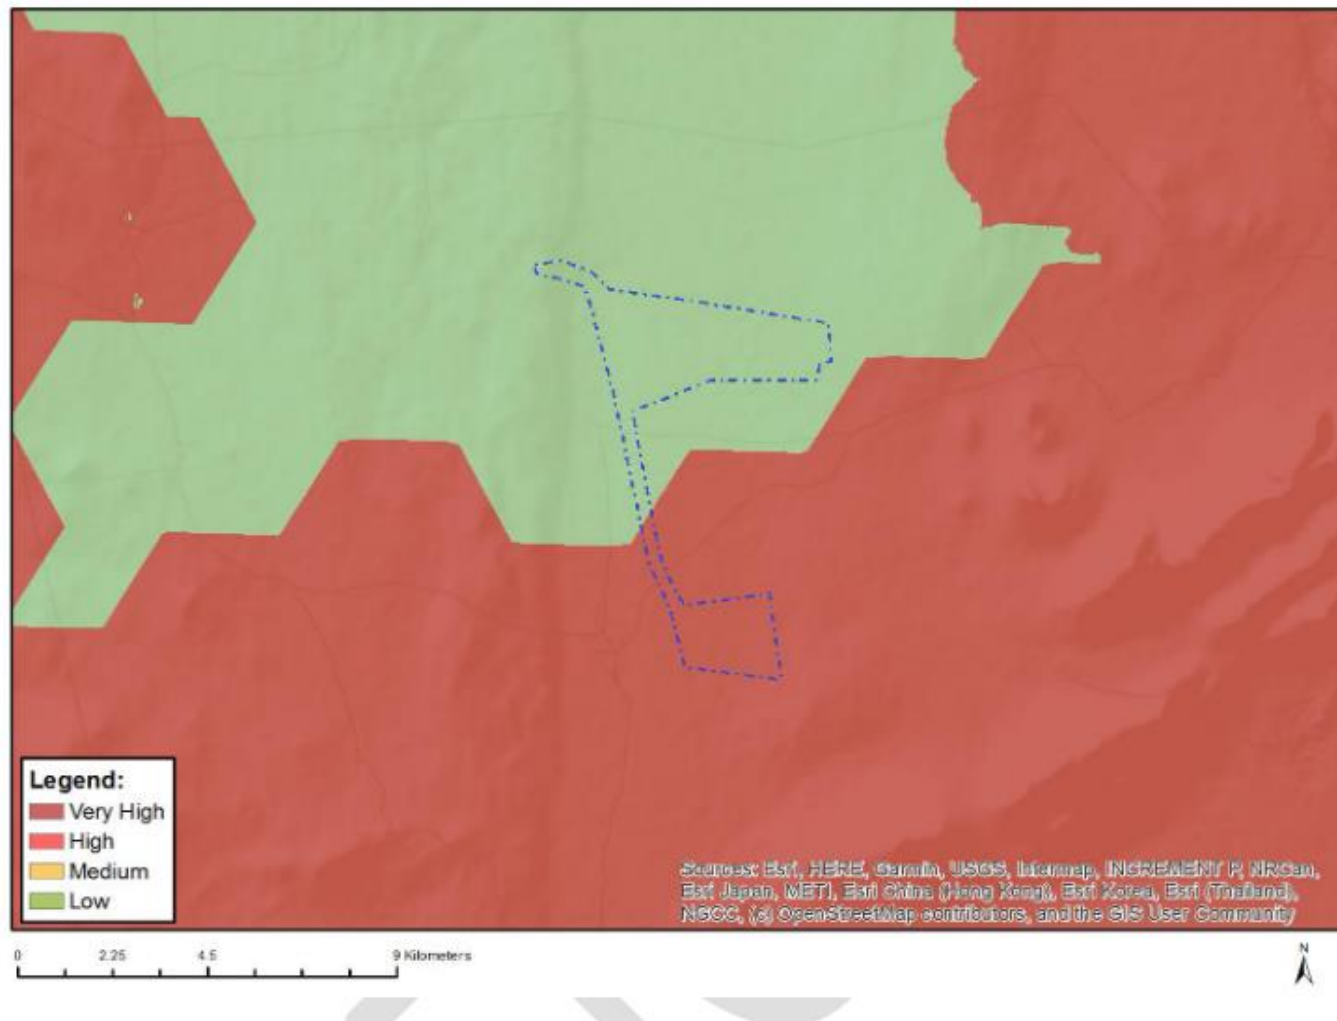 Legend:
Very High
High
Medium
Low
Sources: Esri, HERE, Garmin, USGS, Intermap, INCREMENT P, NRCan,
Esri Japan, METI, Esri China (Hong Kong), Esri Korea, Esri (Thailand),
NGCC, (c) OpenStreetMap contributors, and the GIS User Community
0 2.25 4.5 9 Kilometers
N